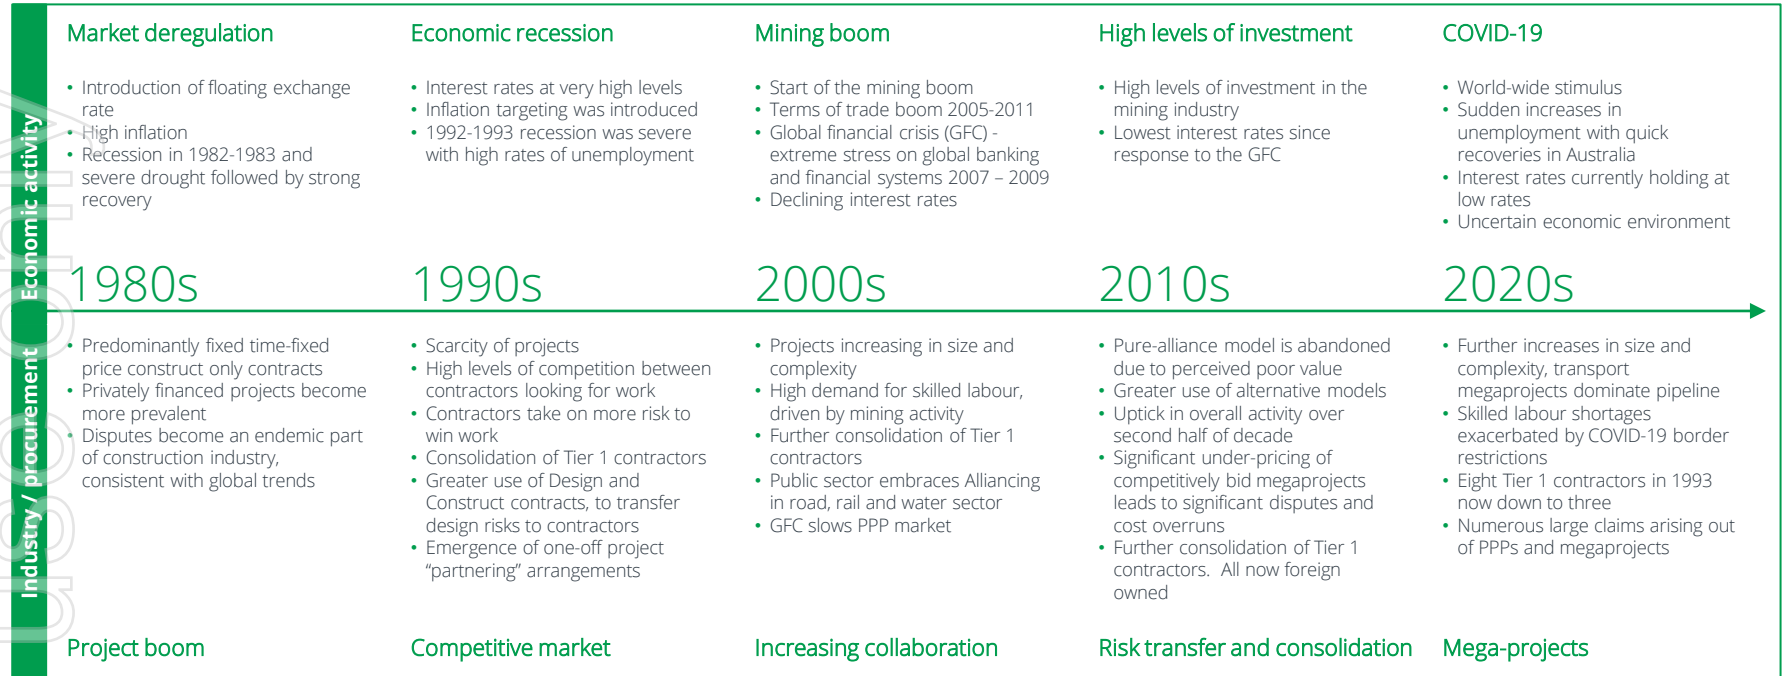 Market deregulation
• Introduction of floating exchange
rate
• High inflation
• Recession in 1982-1983 and
severe drought followed by strong
recovery
Economic recession
• Interest rates at very high levels
• Inflation targeting was introduced
• 1992-1993 recession was severe
with high rates of unemployment
Mining boom
• Start of the mining boom
• Terms of trade boom 2005-2011
• Global financial crisis (GFC) -
extreme stress on global banking
and financial systems 2007 – 2009
• Declining interest rates
High levels of investment
• High levels of investment in the
mining industry
• Lowest interest rates since
response to the GFC
COVID-19
• World-wide stimulus
• Sudden increases in
unemployment with quick
recoveries in Australia
• Interest rates currently holding at
low rates
• Uncertain economic environment
Economic activity
1980s
1990s
2000s
2010s
2020s
Industry / procurement
• Predominantly fixed time-fixed
price construct only contracts
• Privately financed projects become
more prevalent
• Disputes become an endemic part
of construction industry,
consistent with global trends
Project boom
• Scarcity of projects
• High levels of competition between
contractors looking for work
• Contractors take on more risk to
win work
• Consolidation of Tier 1 contractors
• Greater use of Design and
Construct contracts, to transfer
design risks to contractors
• Emergence of one-off project
“partnering” arrangements
Competitive market
• Projects increasing in size and
complexity
• High demand for skilled labour,
driven by mining activity
• Further consolidation of Tier 1
contractors
• Public sector embraces Alliancing
in road, rail and water sector
• GFC slows PPP market
Increasing collaboration
• Pure-alliance model is abandoned
due to perceived poor value
• Greater use of alternative models
• Uptick in overall activity over
second half of decade
• Significant under-pricing of
competitively bid megaprojects
leads to significant disputes and
cost overruns
• Further consolidation of Tier 1
contractors. All now foreign
owned
Risk transfer and consolidation
• Further increases in size and
complexity, transport
megaprojects dominate pipeline
• Skilled labour shortages
exacerbated by COVID-19 border
restrictions
• Eight Tier 1 contractors in 1993
now down to three
• Numerous large claims arising out
of PPPs and megaprojects
Mega-projects
use only